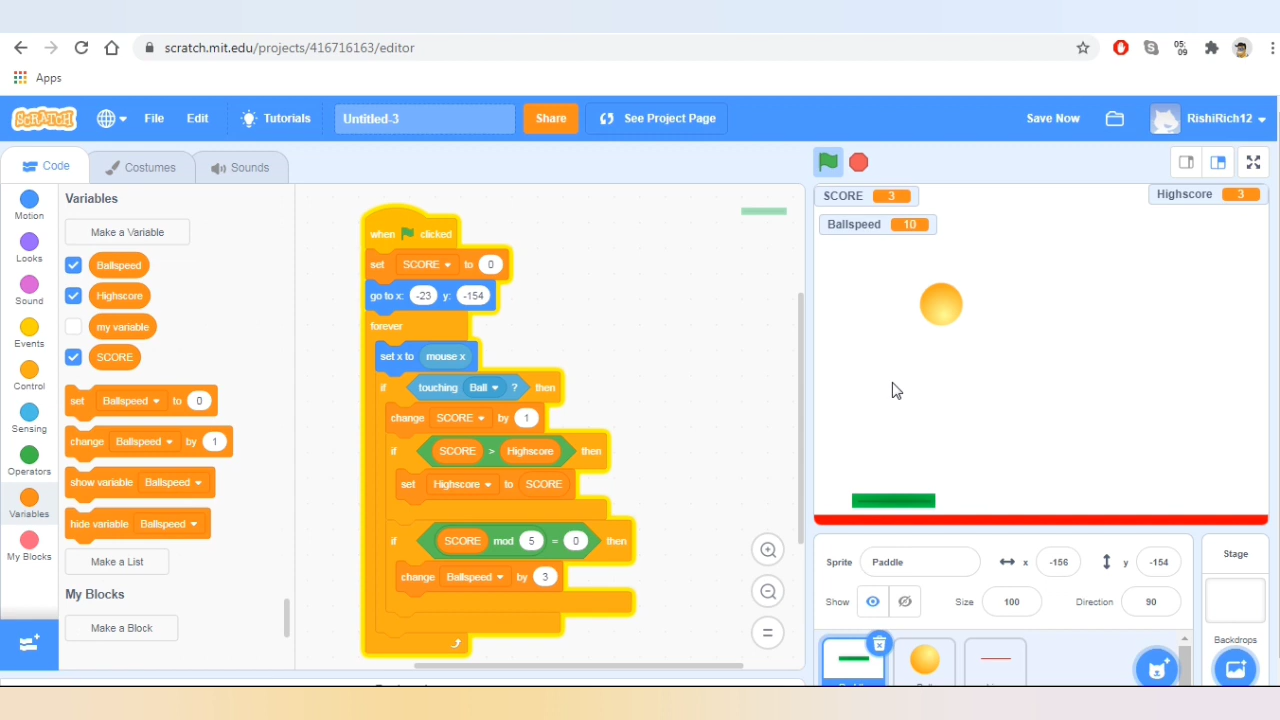 scratch.mit.edu/projects/416716163/editor
05:
09
Apps
SCRATCH
File Edit Tutorials Untitled-3 Share See Project Page Save Now RishiRich12
Code Costumes Sounds
Motion
Looks
Sound
Events
Control
Sensing
Operators
Variables
My Blocks
Variables
Make a Variable
Ballspeed
Highscore
my variable
SCORE
set Ballspeed to 0
change Ballspeed by 1
show variable Ballspeed
hide variable Ballspeed
Make a List
My Blocks
Make a Block
when clicked
set SCORE to 0
go to x: -23 y: -154
forever
set x to mouse x
if touching Ball ? then
change SCORE by 1
if SCORE > Highscore then
set Highscore to SCORE
if SCORE mod 5 = 0 then
change Ballspeed by 3
SCORE 3
Highscore 3
Ballspeed 10
Sprite Paddle x -156 y -154
Show Size 100 Direction 90
Stage
Backdrops